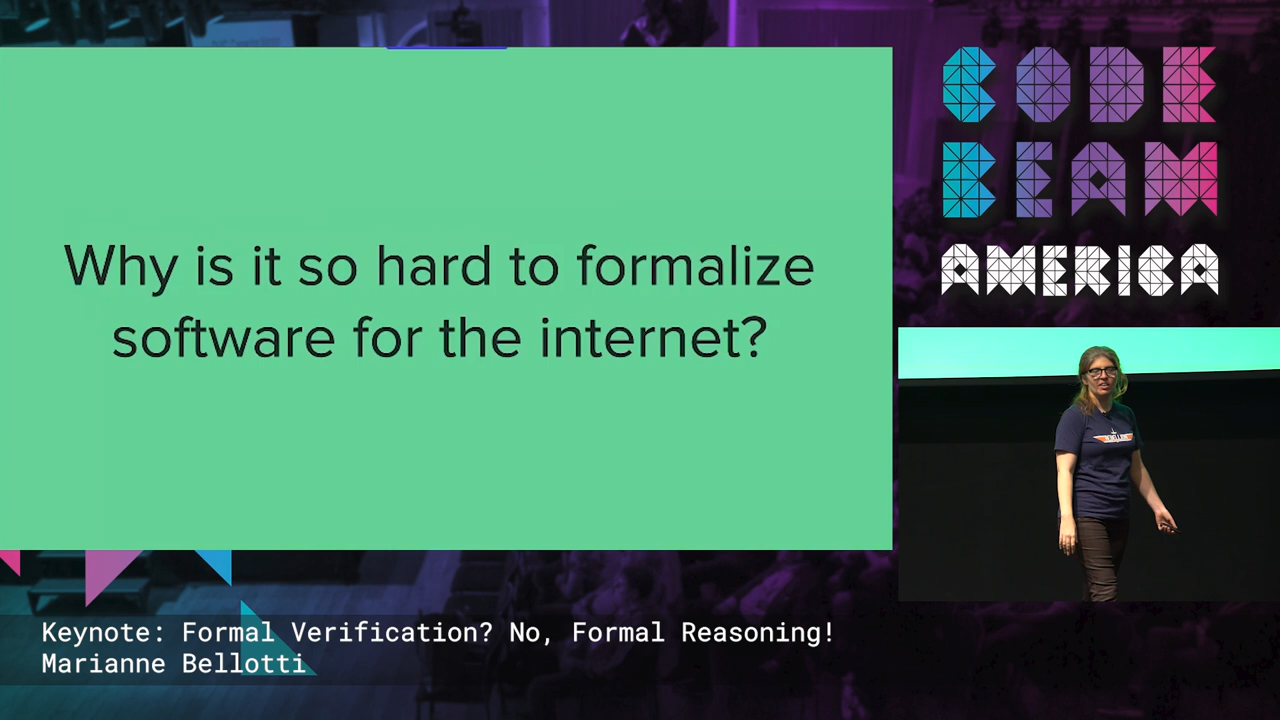 Why is it so hard to formalize
software for the internet?
CODE
BEAM
AMERICA
Keynote: Formal Verification? No, Formal Reasoning!
Marianne Bellotti